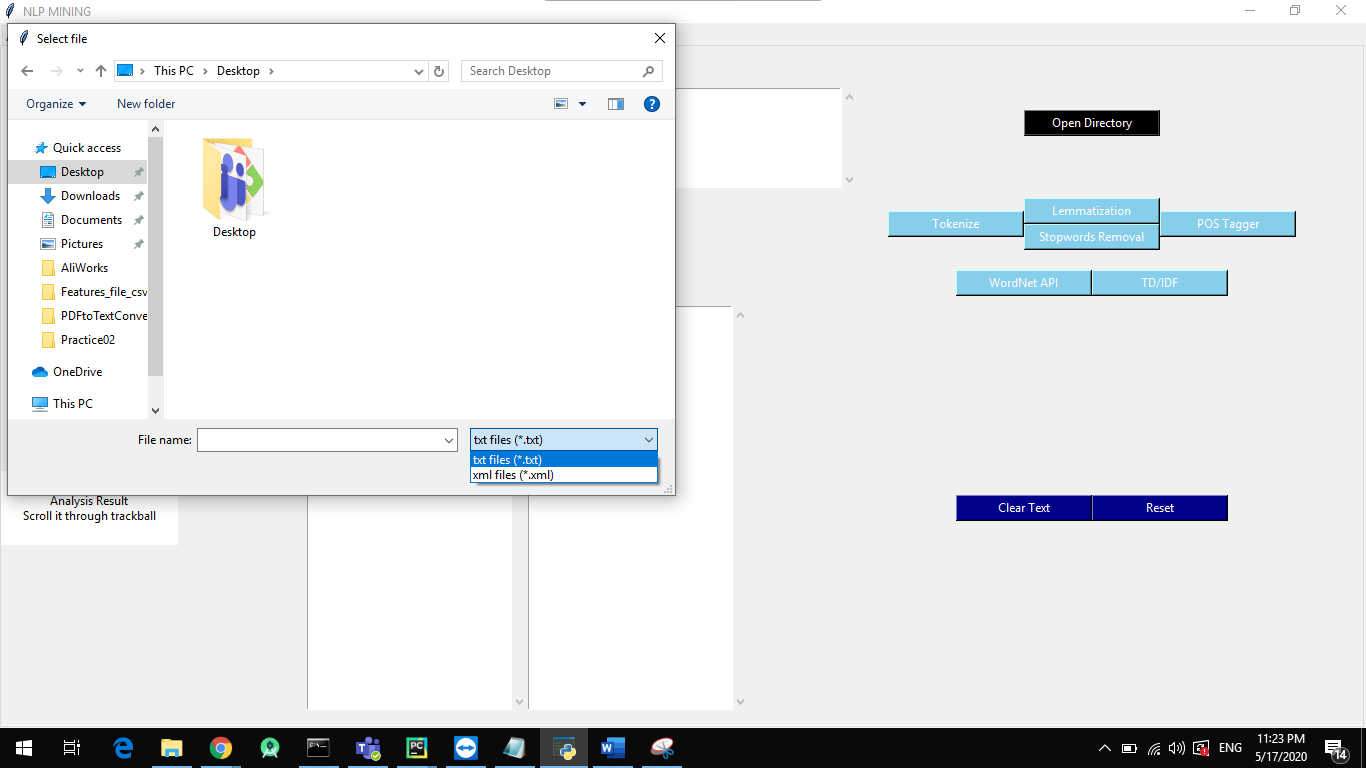 NLP MINING
Select file
This PC
Desktop
Search Desktop
Organize
New folder
Quick access
Desktop
Downloads
Documents
Pictures
AliWorks
Features_file_csv
PDFtoTextConve
Practice02
OneDrive
This PC
Desktop
File name:
txt files (*.txt)
txt files (*.txt)
xml files (*.xml)
Analysis Result
Scroll it through trackball
Open Directory
Tokenize
Lemmatization
Stopwords Removal
POS Tagger
WordNet API
TD/IDF
Clear Text
Reset
ENG
11:23 PM
5/17/2020
14